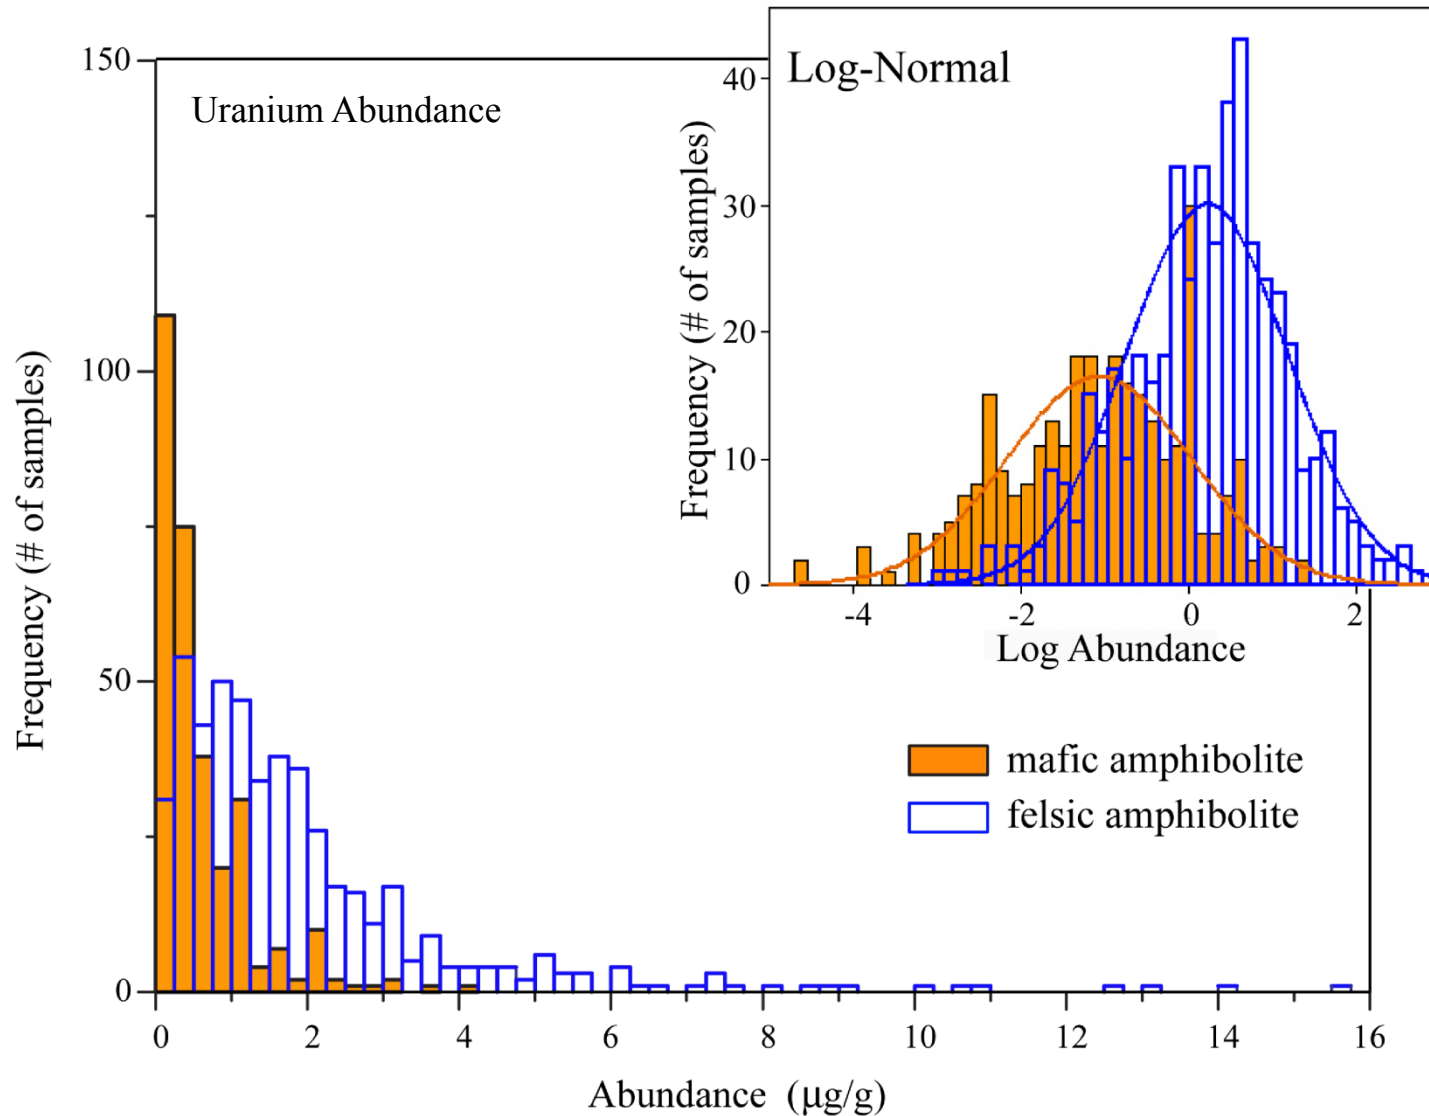 Uranium Abundance
Frequency (# of samples)
150
100
50
0
0 2 4 6 8 10 12 14 16
Abundance (μg/g)
Log-Normal
Frequency (# of samples)
40
30
20
10
0
-4 -2 0 2
Log Abundance
mafic amphibolite
felsic amphibolite